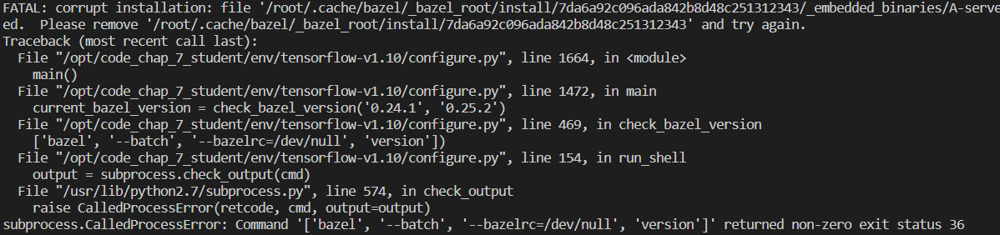 FATAL: corrupt installation: file '/root/.cache/bazel/_bazel_root/install/7da6a92c096ada842b8d48c251312343/_embedded_binaries/A-serve
ed.  Please remove '/root/.cache/bazel/_bazel_root/install/7da6a92c096ada842b8d48c251312343' and try again.
Traceback (most recent call last):
  File "/opt/code_chap_7_student/env/tensorflow-v1.10/configure.py", line 1664, in <module>
    main()
  File "/opt/code_chap_7_student/env/tensorflow-v1.10/configure.py", line 1472, in main
    current_bazel_version = check_bazel_version('0.24.1', '0.25.2')
  File "/opt/code_chap_7_student/env/tensorflow-v1.10/configure.py", line 469, in check_bazel_version
    ['bazel', '--batch', '--bazelrc=/dev/null', 'version'])
  File "/opt/code_chap_7_student/env/tensorflow-v1.10/configure.py", line 154, in run_shell
    output = subprocess.check_output(cmd)
  File "/usr/lib/python2.7/subprocess.py", line 574, in check_output
    raise CalledProcessError(retcode, cmd, output=output)
subprocess.CalledProcessError: Command '['bazel', '--batch', '--bazelrc=/dev/null', 'version']' returned non-zero exit status 36